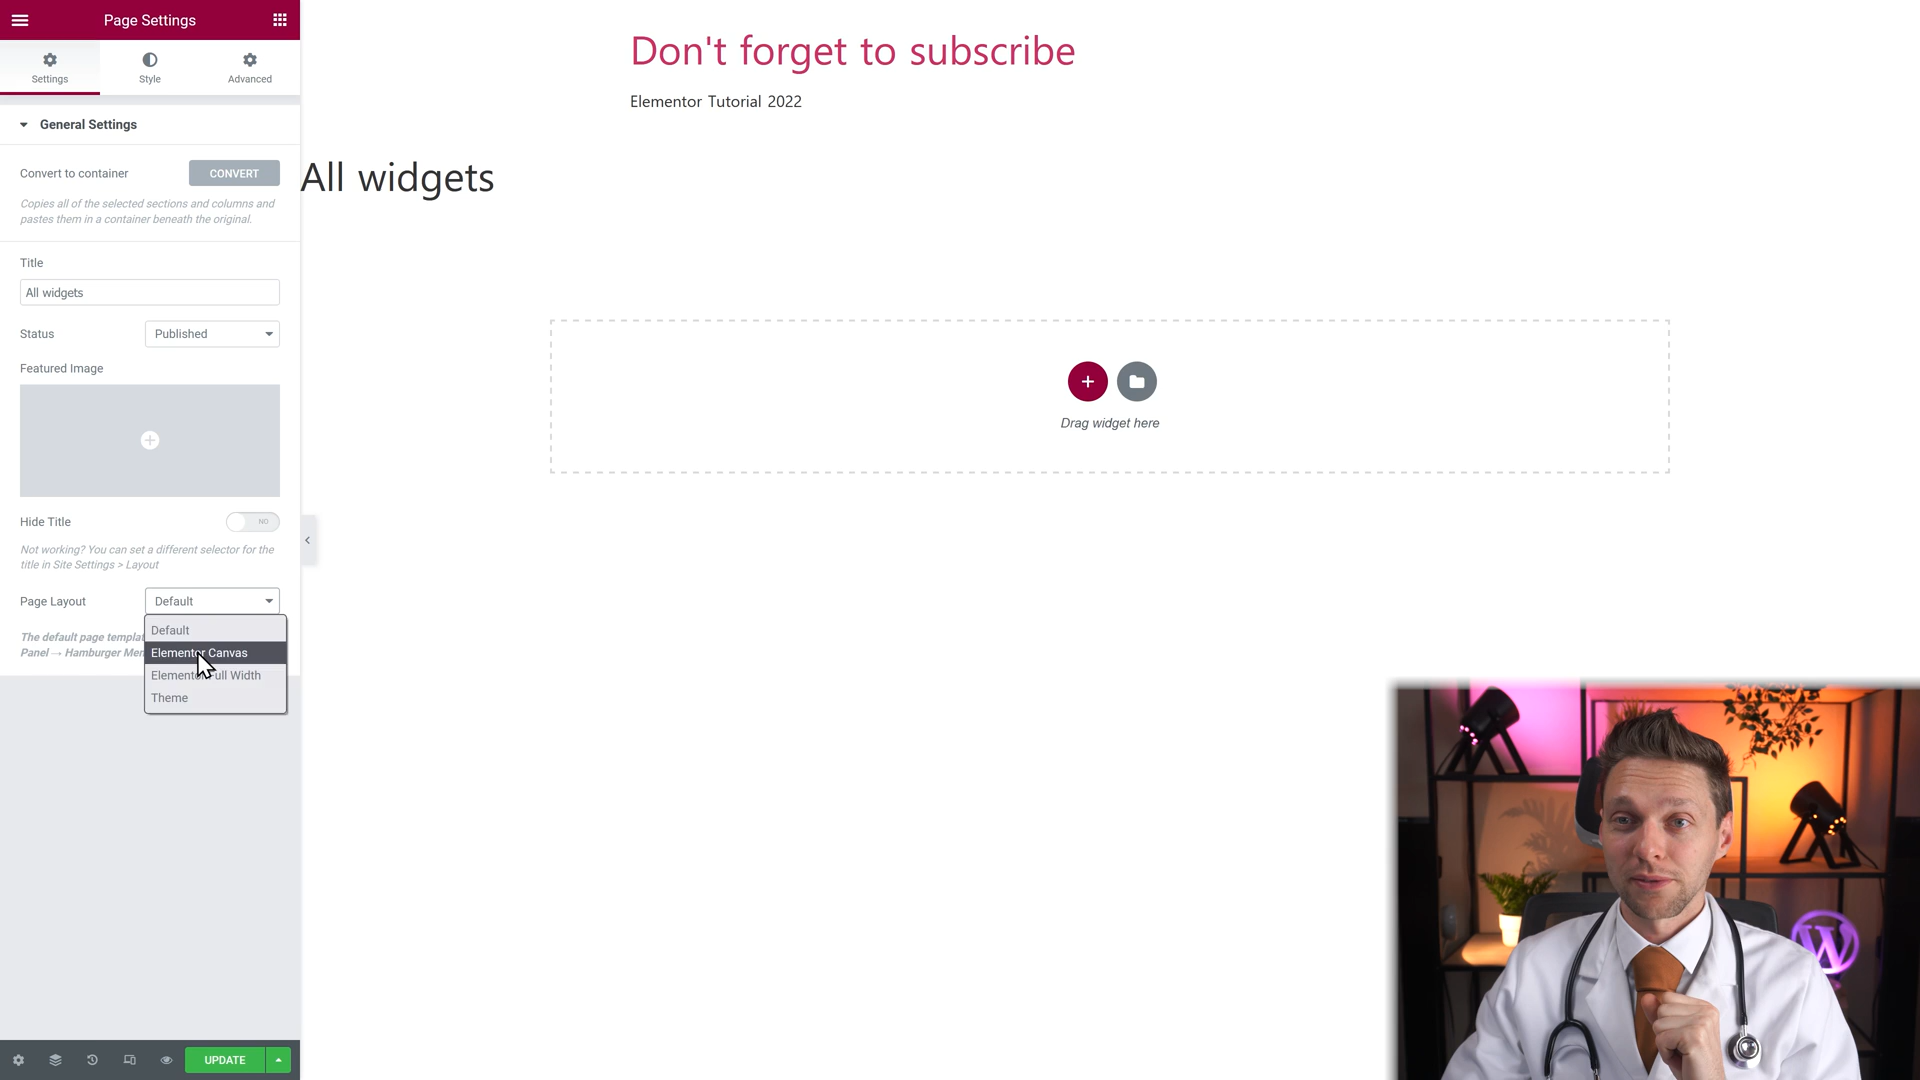 Page Settings
Settings
Style
Advanced
General Settings
Convert to container
CONVERT
Copies all of the selected sections and columns and
pastes them in a container beneath the original.
Title
All widgets
Status
Published
Featured Image
Hide Title
NO
Not working? You can set a different selector for the
title in Site Settings > Layout
Page Layout
Default
The default page templat
Panel → Hamburger Men
Default
Elementor Canvas
Elementor Full Width
Theme
UPDATE
Don't forget to subscribe
Elementor Tutorial 2022
All widgets
Drag widget here